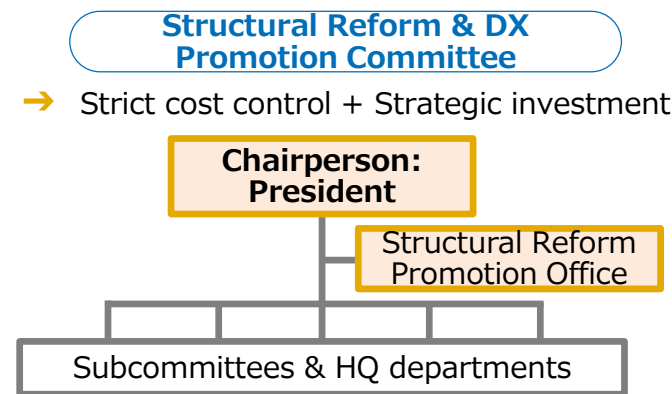 Structural Reform & DX
Promotion Committee
➔ Strict cost control + Strategic investment
Chairperson:
President
Structural Reform
Promotion Office
Subcommittees & HQ departments